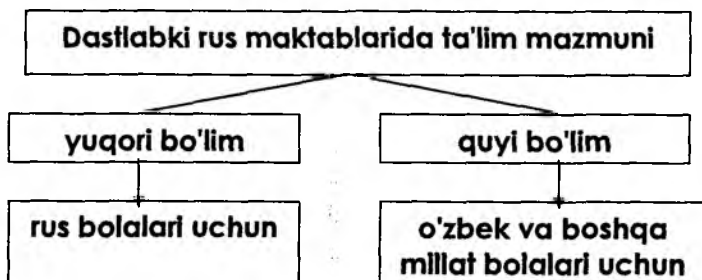 Dastlabki rus maktablarida ta'lim mazmuni
yuqori bo'lim
quyi bo'lim
rus bolalari uchun
o'zbek va boshqa
millat bolalari uchun